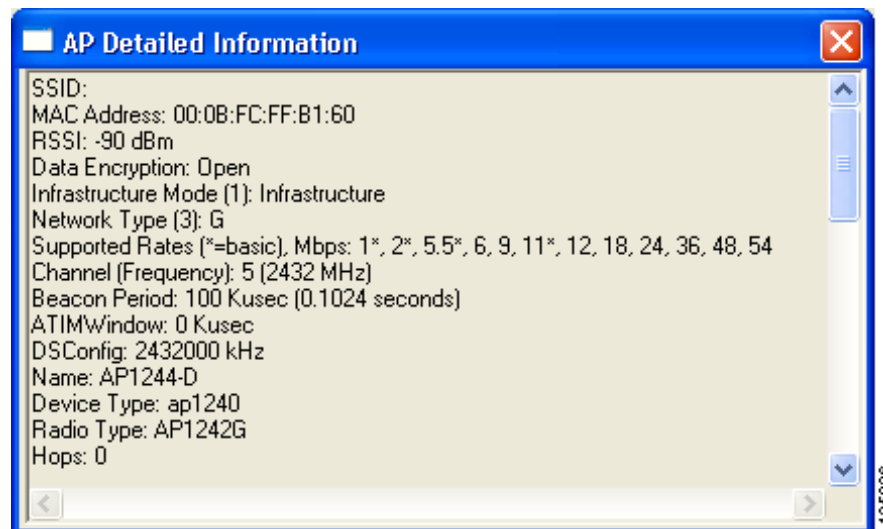 AP Detailed Information
SSID:
MAC Address: 00:0B:FC:FF:B1:60
RSSI: -90 dBm
Data Encryption: Open
Infrastructure Mode (1): Infrastructure
Network Type (3): G
Supported Rates (*=basic), Mbps: 1*, 2*, 5.5*, 6, 9, 11*, 12, 18, 24, 36, 48, 54
Channel (Frequency): 5 (2432 MHz)
Beacon Period: 100 Kusec (0.1024 seconds)
ATIMWindow: 0 Kusec
DSConfig: 2432000 kHz
Name: AP1244-D
Device Type: ap1240
Radio Type: AP1242G
Hops: 0